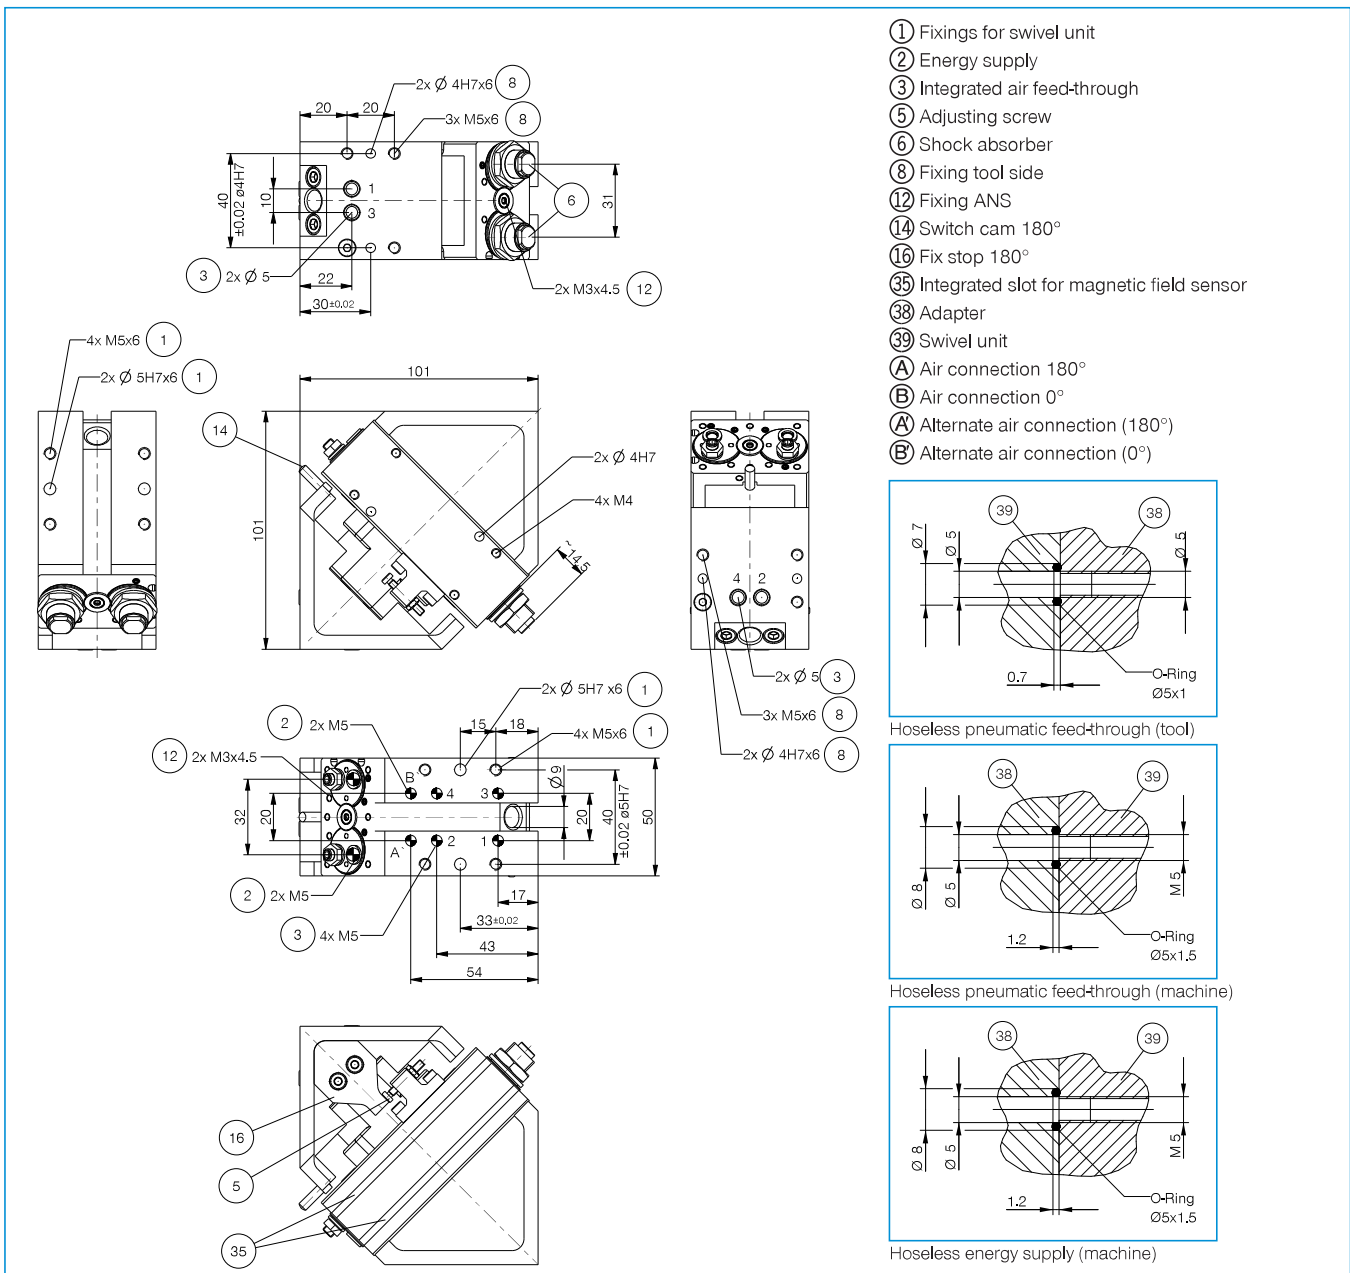 2x Ø 4H7x6 8
20 20
3x M5x6 8
40
±0.02 ø4H7
10
1
3
6
31
3 2x Ø 5
22
30±0.02
2x M3x4.5 12
4x M5x6 1
2x Ø 5H7x6 1
101
101
14
2x Ø 4H7
4x M4
~14.5
4 2
2x Ø 5 3
3x M5x6 8
2x Ø 4H7x6 8
2x Ø 5H7 x6 1
2 2x M5
15 18
4x M5x6 1
12 2x M3x4.5
B'
4 3
Ø 9
32
20
20
40
±0.02 ø5H7
50
A'
2 1
2 2x M5
17
33±0.02
3 4x M5
43
54
16
5
35
1 Fixings for swivel unit
2 Energy supply
3 Integrated air feed-through
5 Adjusting screw
6 Shock absorber
8 Fixing tool side
12 Fixing ANS
14 Switch cam 180°
16 Fix stop 180°
35 Integrated slot for magnetic field sensor
38 Adapter
39 Swivel unit
A Air connection 180°
B Air connection 0°
A' Alternate air connection (180°)
B' Alternate air connection (0°)
39 38
Ø 7
Ø 5
Ø 5
0.7
O-Ring
Ø5x1
Hoseless pneumatic feed-through (tool)
38 39
Ø 8
Ø 5
M 5
1.2
O-Ring
Ø5x1.5
Hoseless pneumatic feed-through (machine)
38 39
Ø 8
Ø 5
M 5
1.2
O-Ring
Ø5x1.5
Hoseless energy supply (machine)